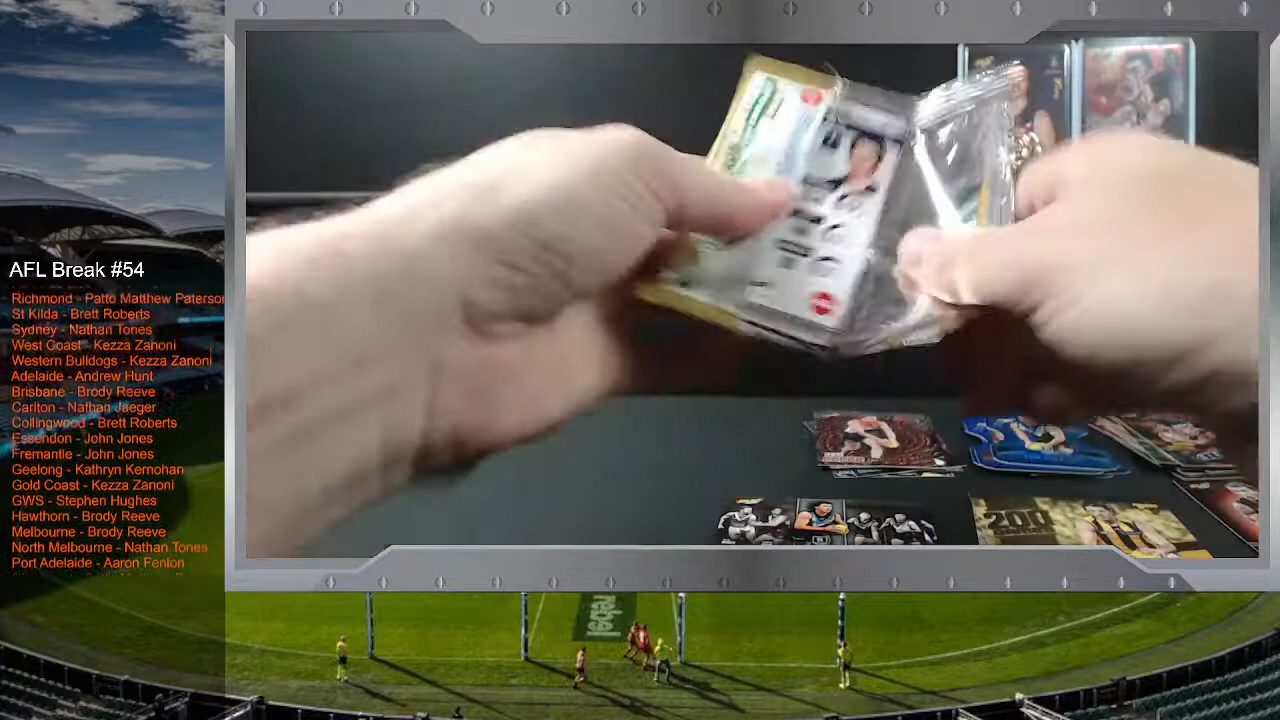 AFL Break #54
Richmond - Patto Matthew Paterson
St Kilda - Brett Roberts
Sydney - Nathan Tones
West Coast - Kezza Zanoni
Western Bulldogs - Kezza Zanoni
Adelaide - Andrew Hunt
Brisbane - Brody Reeve
Carlton - Nathan Jaeger
Collingwood - Brett Roberts
Essendon - John Jones
Fremantle - John Jones
Geelong - Kathryn Kernohan
Gold Coast - Kezza Zanoni
GWS - Stephen Hughes
Hawthorn - Brody Reeve
Melbourne - Brody Reeve
North Melbourne - Nathan Tones
Port Adelaide - Aaron Fenlon
200
rebel